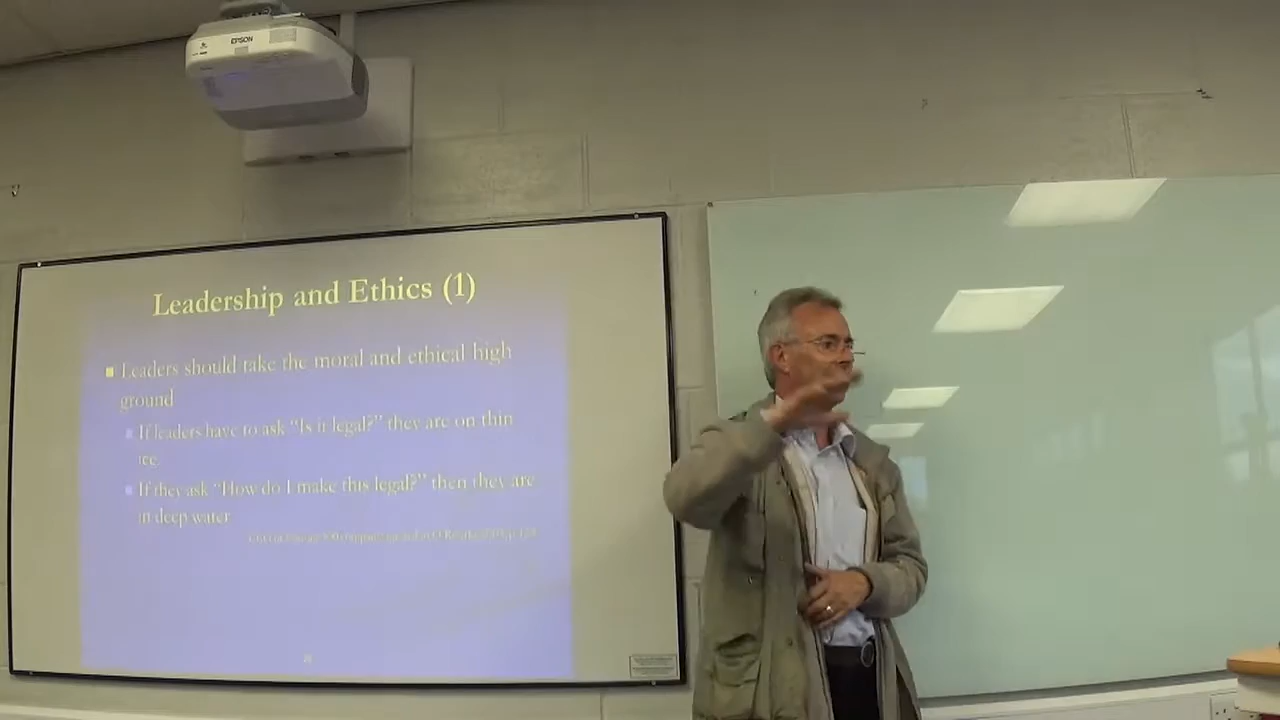 EPSON
Leadership and Ethics (1)
Leaders should take the moral and ethical high
ground
If leaders have to ask “Is it legal?” they are on thin
ice.
If they ask “How do I make this legal?” then they are
in deep water